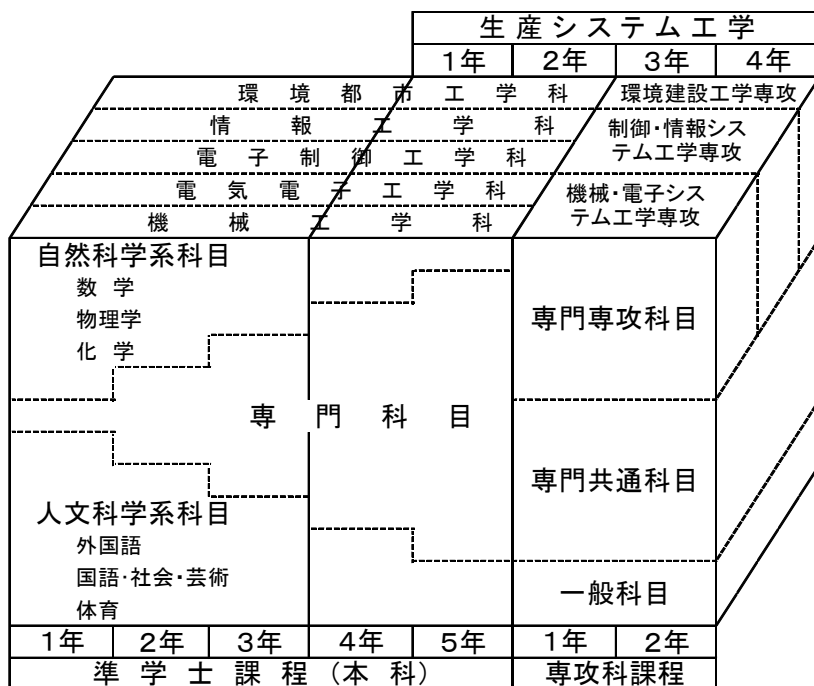 生産システム工学
1年 2年 3年 4年
環境都市工学科
環境建設工学専攻
情報工学科
制御・情報シス
テム工学専攻
電子制御工学科
電気電子工学科
機械・電子シス
テム工学専攻
機械工学科
自然科学系科目
数学
物理学
化学
専門科目
人文科学系科目
外国語
国語・社会・芸術
体育
専門専攻科目
専門共通科目
一般科目
1年 2年 3年 4年 5年 1年 2年
準学士課程(本科) 専攻科課程